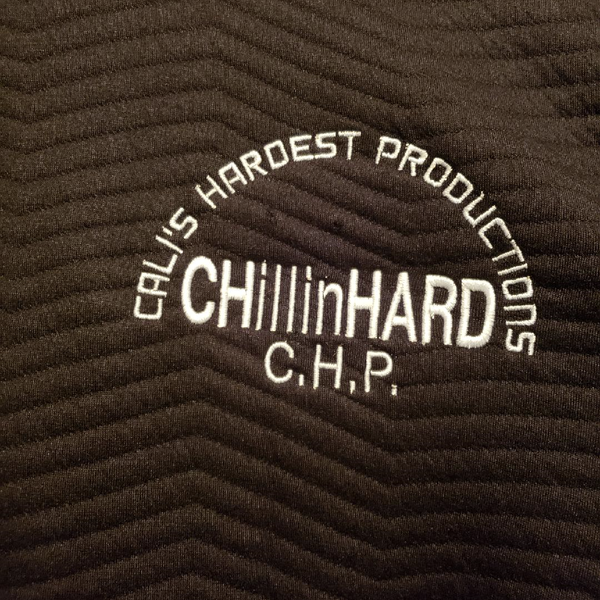 CALI'S HARDEST PRODUCTIONS
CHillinHARD
C.H.P.